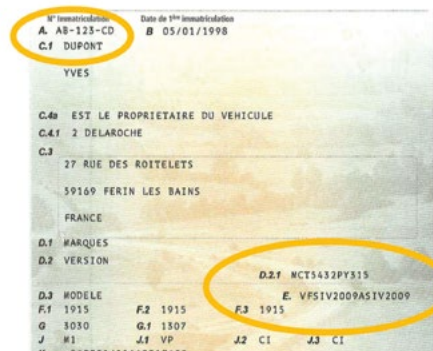 N° Immatriculation Date de 1ère immatriculation
A. AB-123-CD B 05/01/1998
C.1 DUPONT
YVES
C.4a EST LE PROPRIETAIRE DU VEHICULE
C.4.1 2 DELAROCHE
C.3
27 RUE DES ROITELETS
59169 FERIN LES BAINS
FRANCE
D.1 MARQUES
D.2 VERSION
D.2.1 MCT5432PY315
D.3 MODELE E. VFSIV2009ASIV2009
F.1 1915 F.2 1915 F.3 1915
G 3030 G.1 1307
J M1 J.1 VP J.2 CI J.3 CI